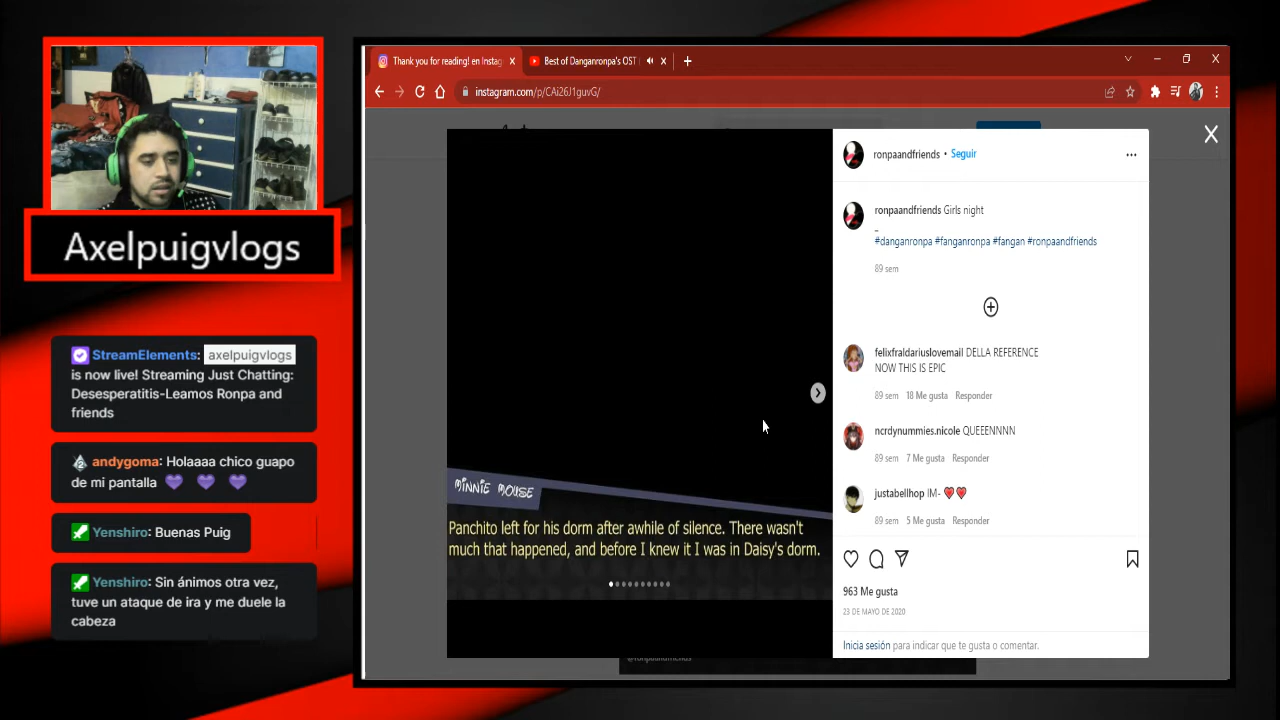 Axelpuigvlogs
StreamElements: axelpuigvlogs
is now live! Streaming Just Chatting:
Desesperatitis-Leamos Ronpa and
friends
andygoma: Holaaaa chico guapo
de mi pantalla 💜 💜 💜
Yenshiro: Buenas Puig
Yenshiro: Sin ánimos otra vez,
tuve un ataque de ira y me duele la
cabeza
Thank you for reading! en Instag
Best of Danganronpa's OST
instagram.com/p/CAi26J1guvG/
MINNIE MOUSE
Panchito left for his dorm after awhile of silence. There wasn't
much that happened, and before I knew it I was in Daisy's dorm.
ronpaandfriends • Seguir
ronpaandfriends Girls night
_
#danganronpa #fanganronpa #fangan #ronpaandfriends
89 sem
felixfraldariuslovemail DELLA REFERENCE
NOW THIS IS EPIC
89 sem 18 Me gusta Responder
ncrdynummies.nicole QUEEENNNN
89 sem 7 Me gusta Responder
justabellhop IM- ❤️❤️
89 sem 5 Me gusta Responder
963 Me gusta
23 DE MAYO DE 2020
Inicia sesión para indicar que te gusta o comentar.
@ronpaandfriends